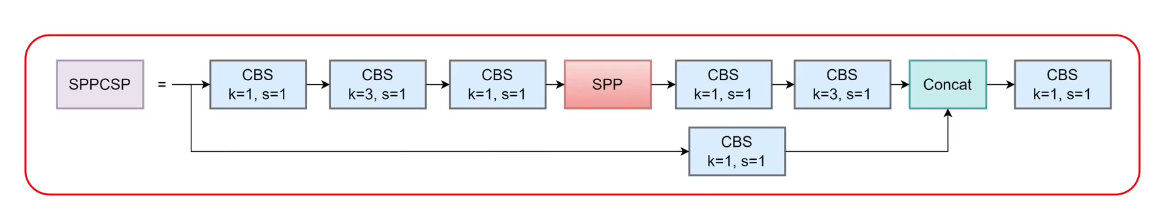 SPPCSP
=
CBS
k=1, s=1
CBS
k=3, s=1
CBS
k=1, s=1
SPP
CBS
k=1, s=1
CBS
k=3, s=1
Concat
CBS
k=1, s=1
CBS
k=1, s=1